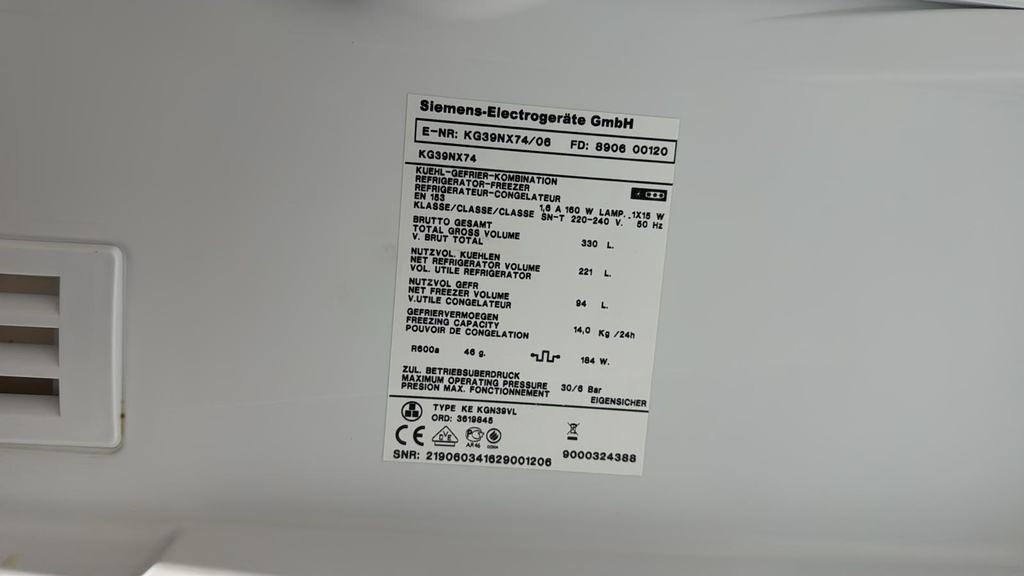 Siemens-Electrogeräte GmbH
E-NR: KG39NX74/06 FD: 8906 00120
KG39NX74
KUEHL-GEFRIER-KOMBINATION
REFRIGERATOR-FREEZER
REFRIGERATEUR-CONGELATEUR
EN 153 1,6 A 160 W LAMP. 1X15 W
KLASSE/CLASSE/CLASSE SN-T 220-240 V. 50 Hz
BRUTTO GESAMT
TOTAL GROSS VOLUME 330 L.
V. BRUT TOTAL
NUTZVOL. KUEHLEN
NET REFRIGERATOR VOLUME 221 L.
VOL. UTILE REFRIGERATOR
NUTZVOL GEFR
NET FREEZER VOLUME 94 L.
V.UTILE CONGELATEUR
GEFRIERVERMOEGEN
FREEZING CAPACITY 14,0 Kg /24h
POUVOIR DE CONGELATION
R600a 46 g. 184 W.
ZUL. BETRIEBSUBERDRUCK
MAXIMUM OPERATING PRESSURE 30/6 Bar
PRESION MAX. FONCTIONNEMENT EIGENSICHER
TYPE KE KGN39VL
ORD: 3619845
CE DVE AR46
SNR: 219060341629001206 9000324388